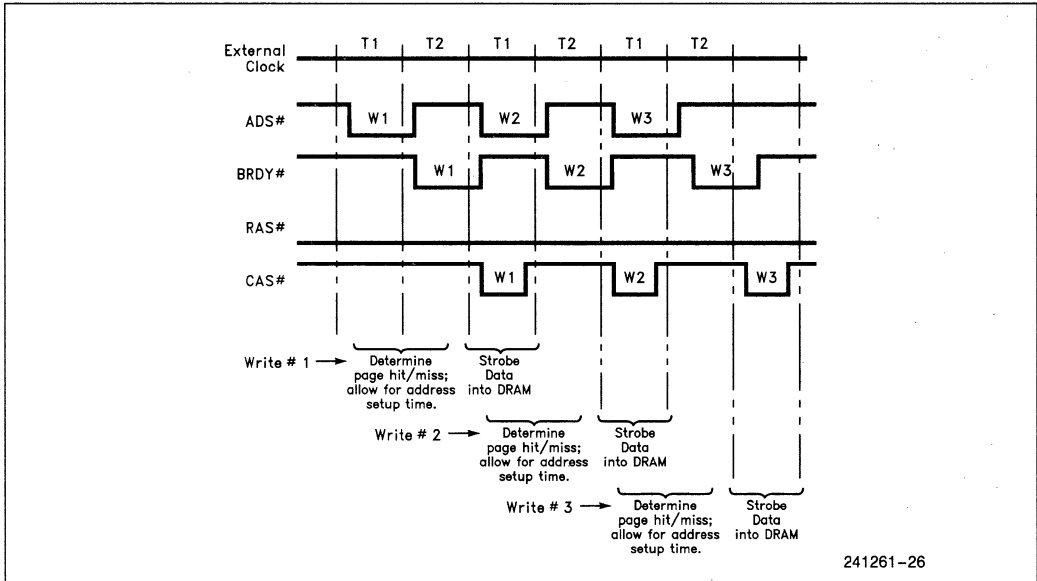 External Clock T1 T2 T1 T2 T1 T2
ADS# W1 W2 W3
BRDY# W1 W2 W3
RAS#
CAS# W1 W2 W3
Write # 1
Determine page hit/miss; allow for address setup time.
Strobe Data into DRAM
Write # 2
Determine page hit/miss; allow for address setup time.
Strobe Data into DRAM
Write # 3
Determine page hit/miss; allow for address setup time.
Strobe Data into DRAM
241261-26